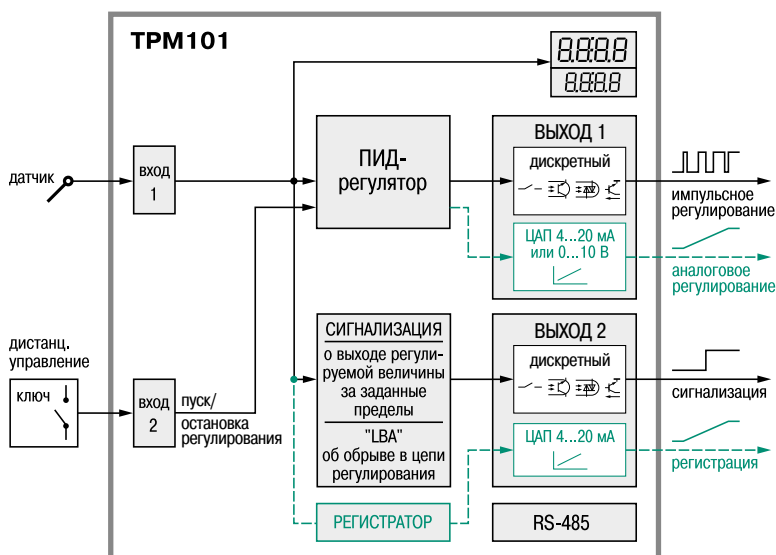 ТРМ101
8.8.8.8
8.8.8.8
датчик
вход
1
ПИД-
регулятор
ВЫХОД 1
дискретный
импульсное
регулирование
ЦАП 4...20 мА
или 0...10 В
аналоговое
регулирование
дистанц.
управление
ключ
вход
2
пуск/
остановка
регулирования
СИГНАЛИЗАЦИЯ
о выходе регули-
руемой величины
за заданные
пределы
"LBA"
об обрыве в цепи
регулирования
ВЫХОД 2
дискретный
сигнализация
ЦАП 4...20 мА
регистрация
РЕГИСТРАТОР
RS-485